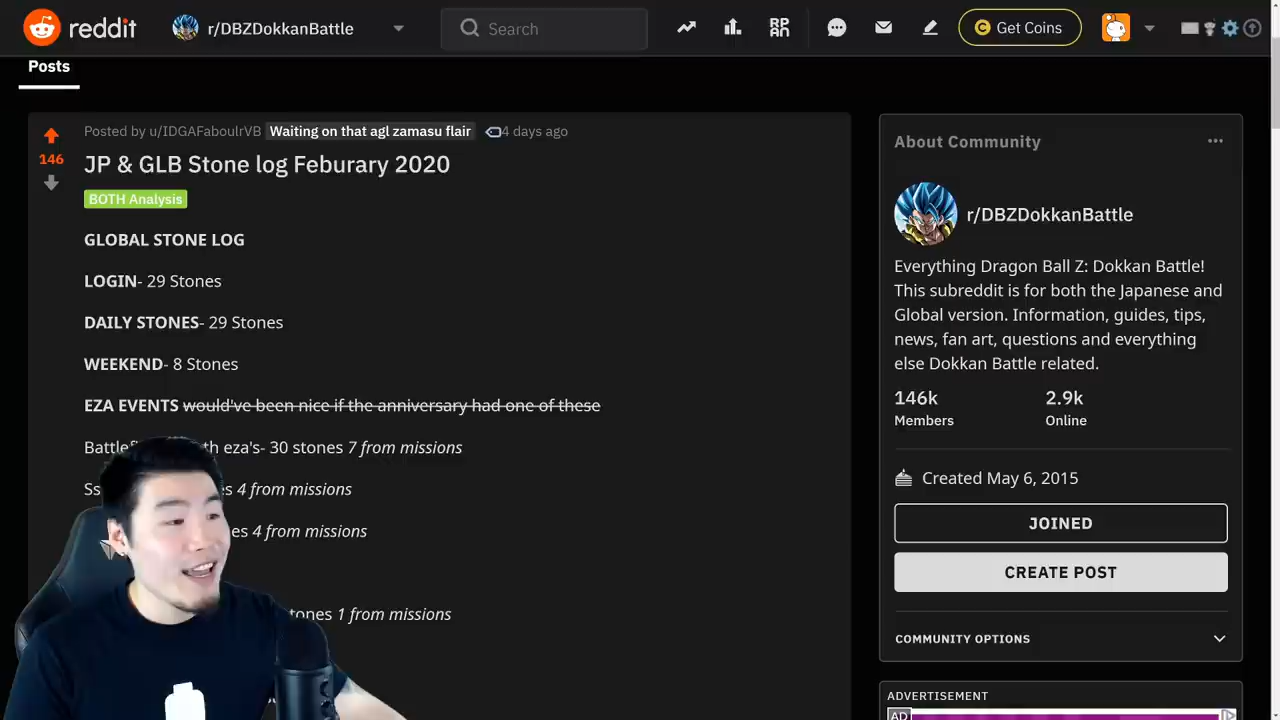 reddit r/DBZDokkanBattle Search Get Coins
Posts
Posted by u/IDGAFaboulrVB Waiting on that agl zamasu flair 4 days ago
146
JP & GLB Stone log Feburary 2020
BOTH Analysis
GLOBAL STONE LOG
LOGIN- 29 Stones
DAILY STONES- 29 Stones
WEEKEND- 8 Stones
EZA EVENTS would've been nice if the anniversary had one of these
eza's- 30 stones 7 from missions
4 from missions
4 from missions
1 from missions
About Community
r/DBZDokkanBattle
Everything Dragon Ball Z: Dokkan Battle!
This subreddit is for both the Japanese and
Global version. Information, guides, tips,
news, fan art, questions and everything
else Dokkan Battle related.
146k 2.9k
Members Online
Created May 6, 2015
JOINED
CREATE POST
COMMUNITY OPTIONS
ADVERTISEMENT
AD